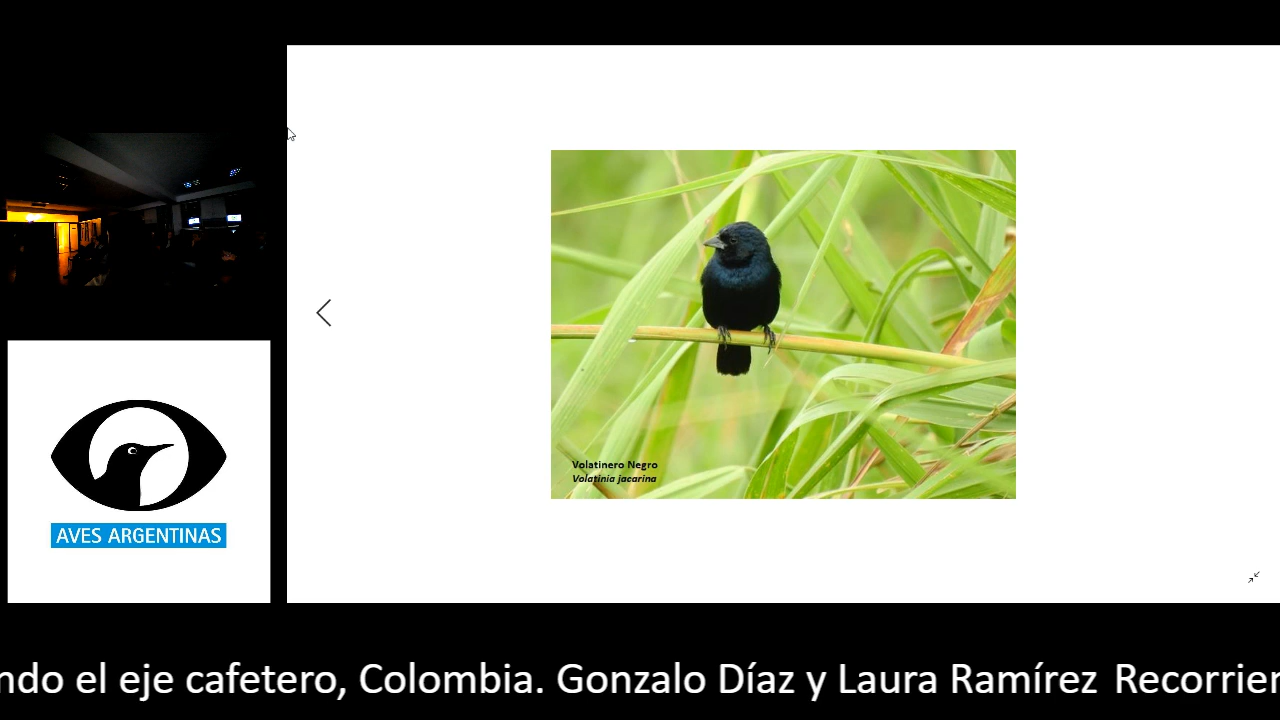 Volatinero Negro
Volatinia jacarina
AVES ARGENTINAS
ndo el eje cafetero, Colombia. Gonzalo Díaz y Laura Ramírez Recorrien